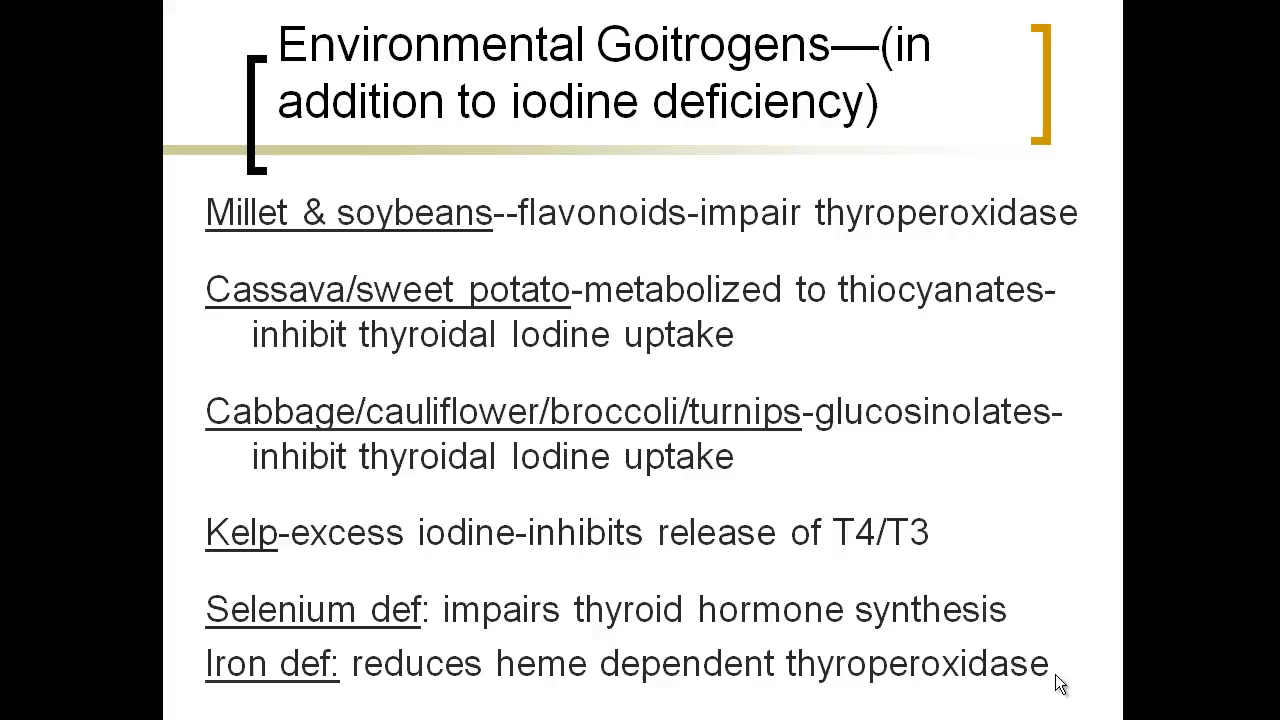 Environmental Goitrogens—(in
addition to iodine deficiency)
Millet & soybeans--flavonoids-impair thyroperoxidase
Cassava/sweet potato-metabolized to thiocyanates-
inhibit thyroidal Iodine uptake
Cabbage/cauliflower/broccoli/turnips-glucosinolates-
inhibit thyroidal Iodine uptake
Kelp-excess iodine-inhibits release of T4/T3
Selenium def: impairs thyroid hormone synthesis
Iron def: reduces heme dependent thyroperoxidase